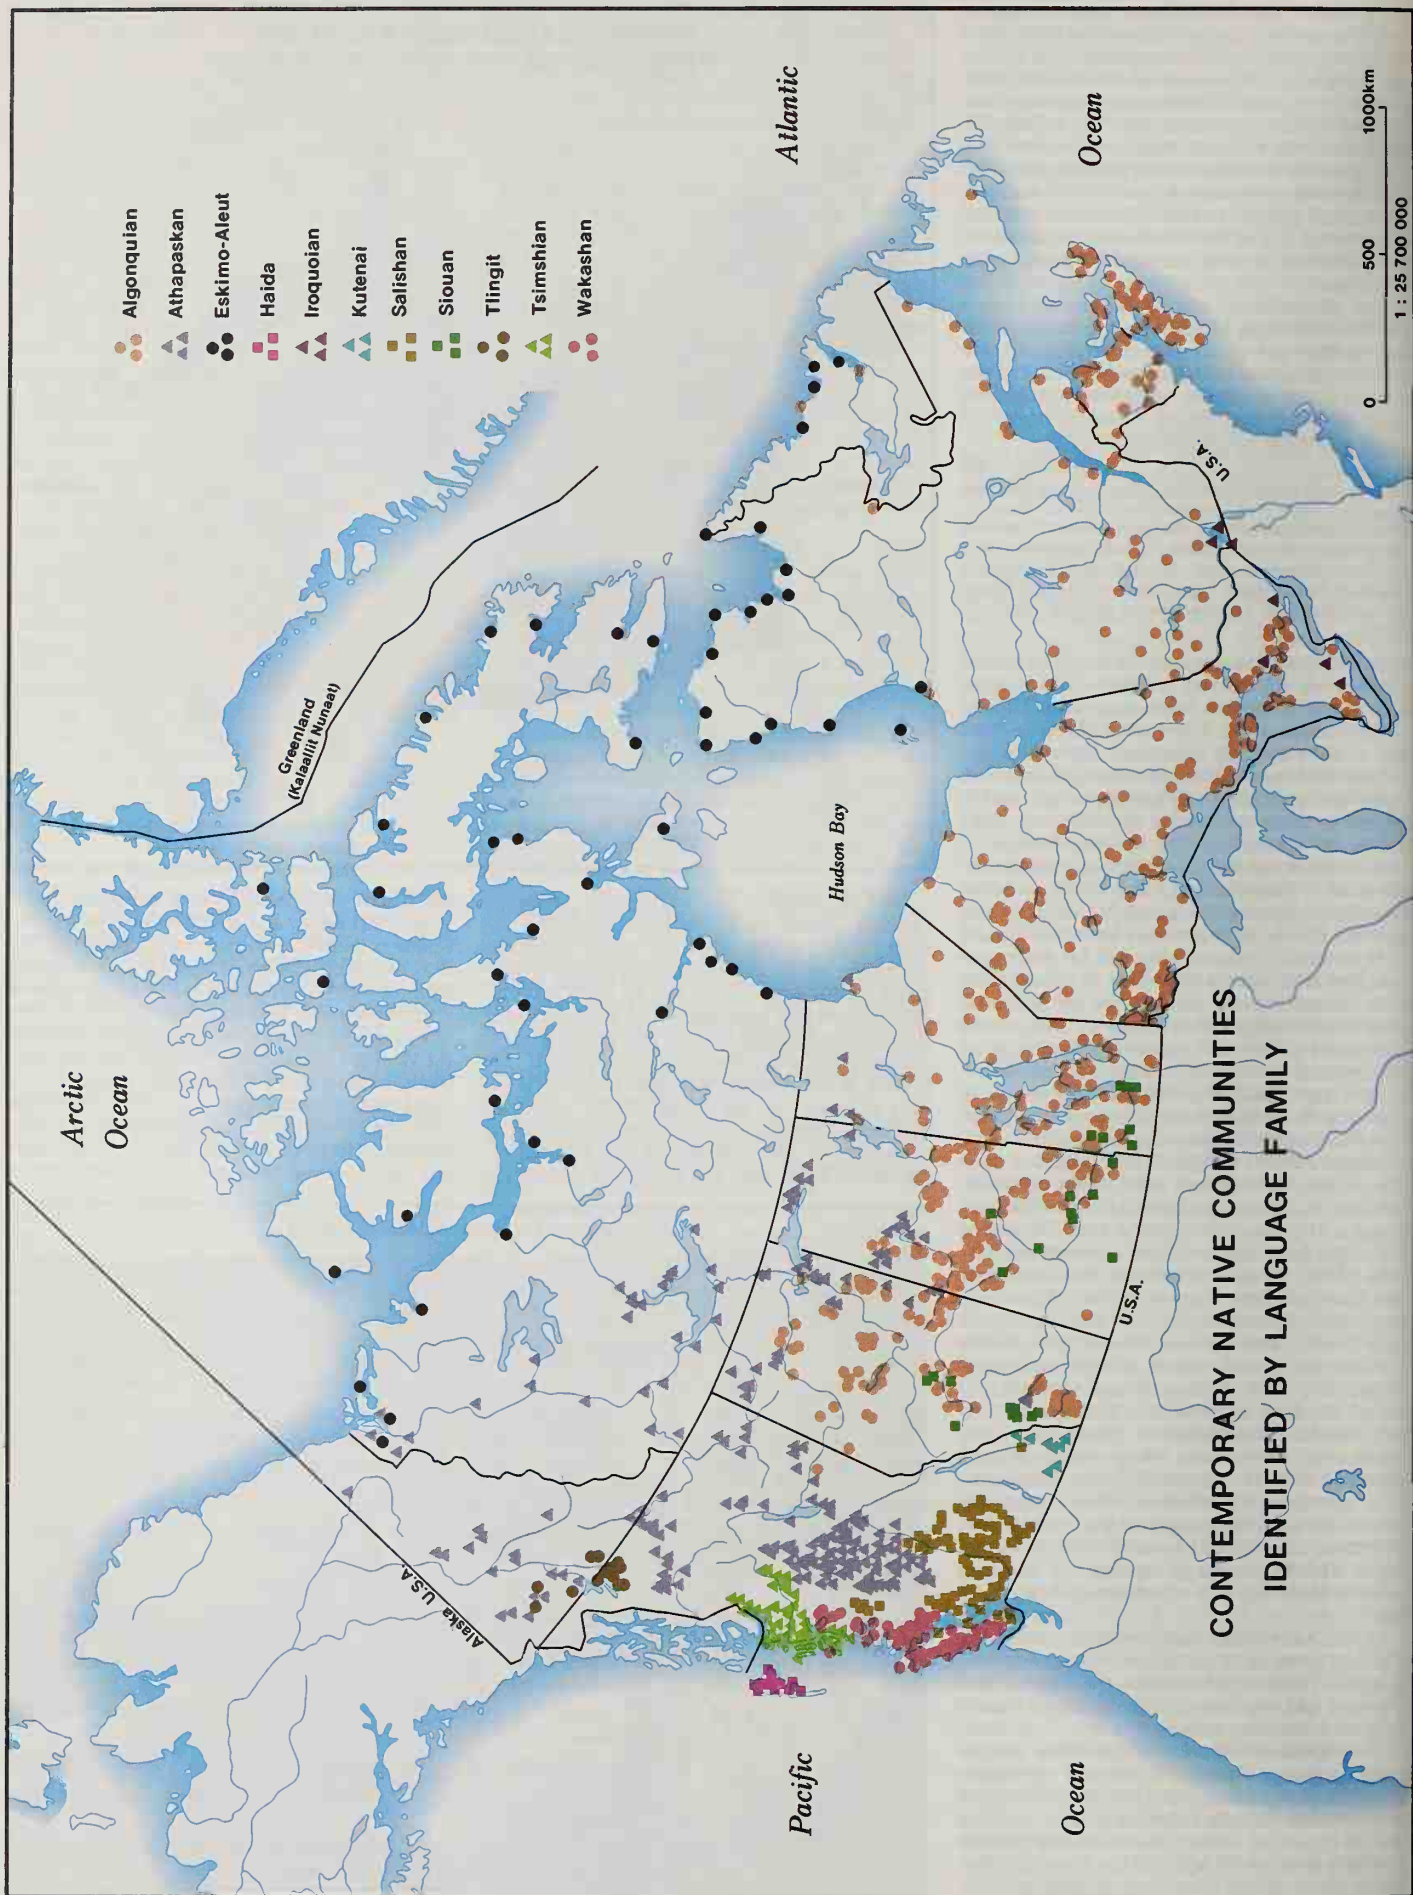 Arctic
Ocean
Greenland
(Kalaallit Nunaat)
Algonquian
Athapaskan
Eskimo-Aleut
Haida
Iroquoian
Kutenai
Salishan
Siouan
Tlingit
Tsimshian
Wakashan
Atlantic
Ocean
Alaska U.S.A.
Hudson Bay
Pacific
Ocean
U.S.A.
U.S.A.
CONTEMPORARY NATIVE COMMUNITIES
IDENTIFIED BY LANGUAGE FAMILY
0 500 1000km
1 : 25 700 000